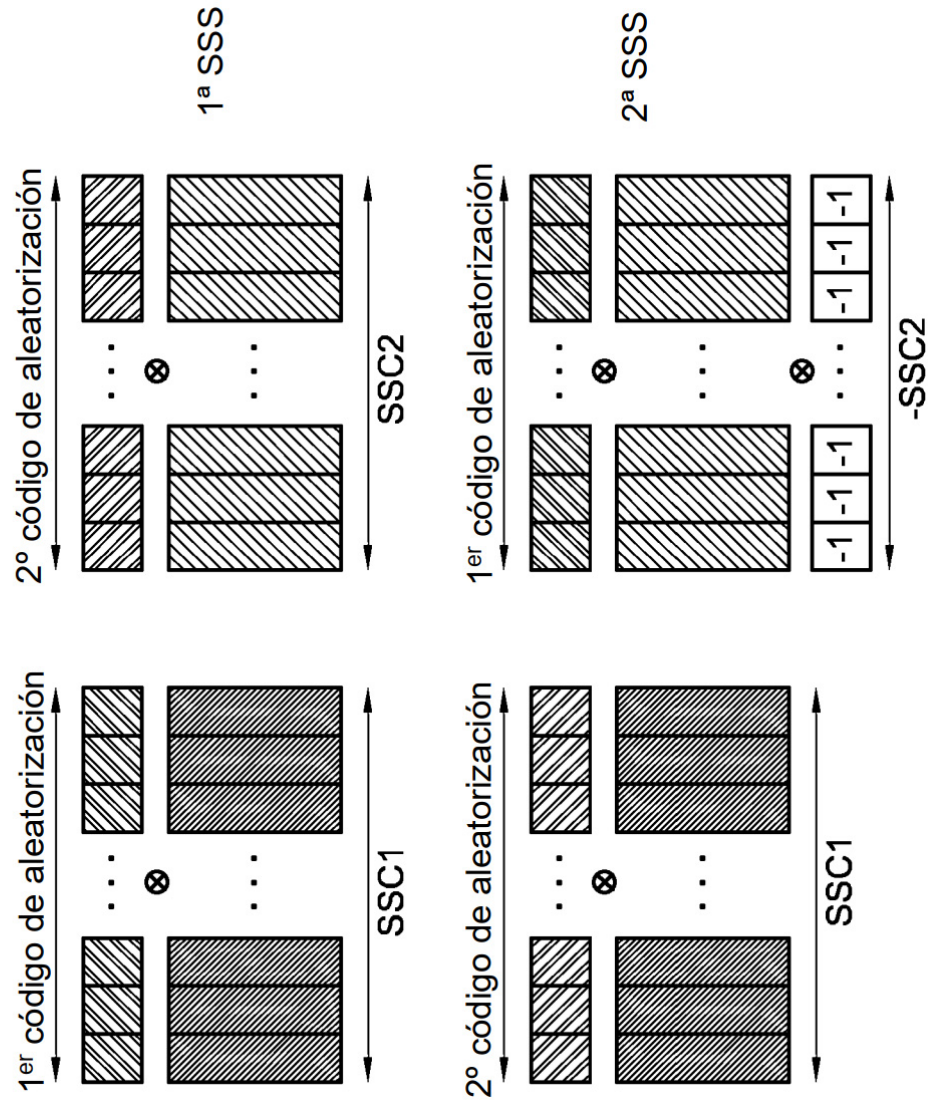 1er código de aleatorización
2º código de aleatorización
1ª SSS
SSC1
SSC2
2º código de aleatorización
1er código de aleatorización
2ª SSS
-1 -1 -1 ... -1 -1 -1
SSC1
-SSC2